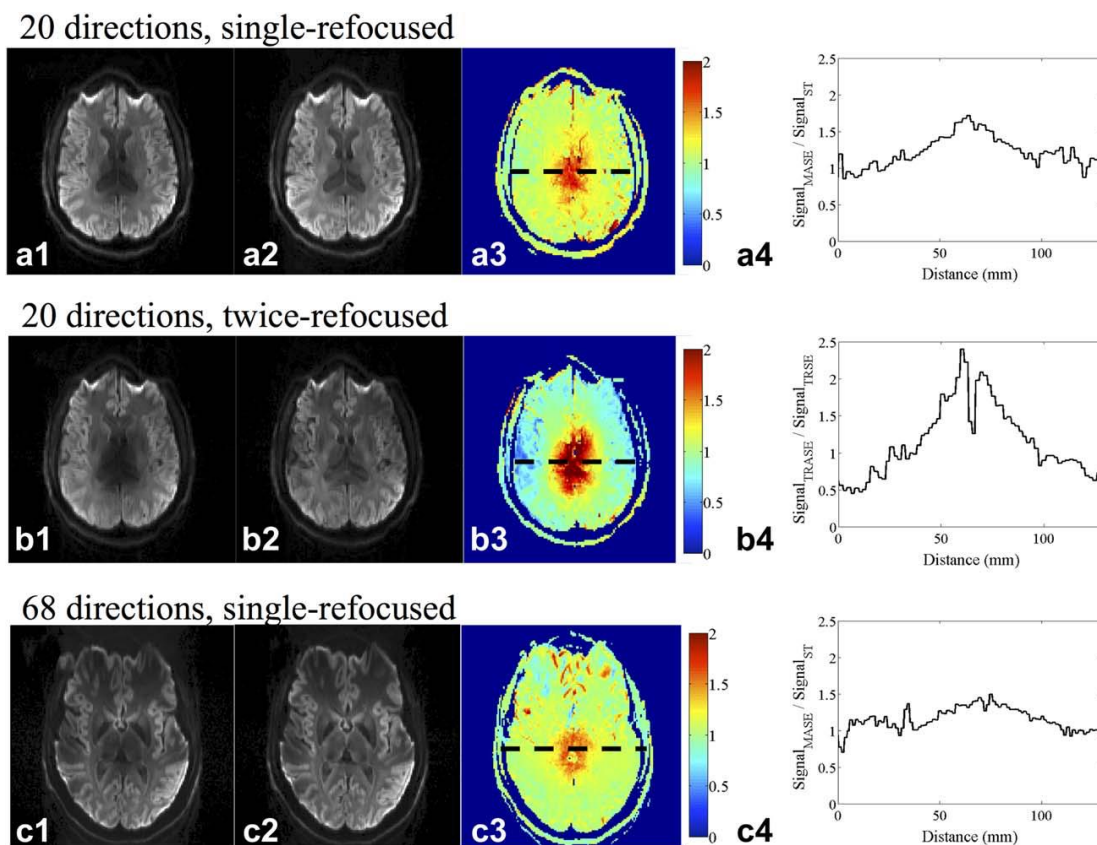 20 directions, single-refocused
a1
a2
a3
2
1.5
1
0.5
0
a4
Signal_MASE / Signal_ST
2.5
2
1.5
1
0.5
0
0
50
100
Distance (mm)
20 directions, twice-refocused
b1
b2
b3
2
1.5
1
0.5
0
b4
Signal_TRASE / Signal_TRSE
2.5
2
1.5
1
0.5
0
0
50
100
Distance (mm)
68 directions, single-refocused
c1
c2
c3
2
1.5
1
0.5
0
c4
Signal_MASE / Signal_ST
2.5
2
1.5
1
0.5
0
0
50
100
Distance (mm)